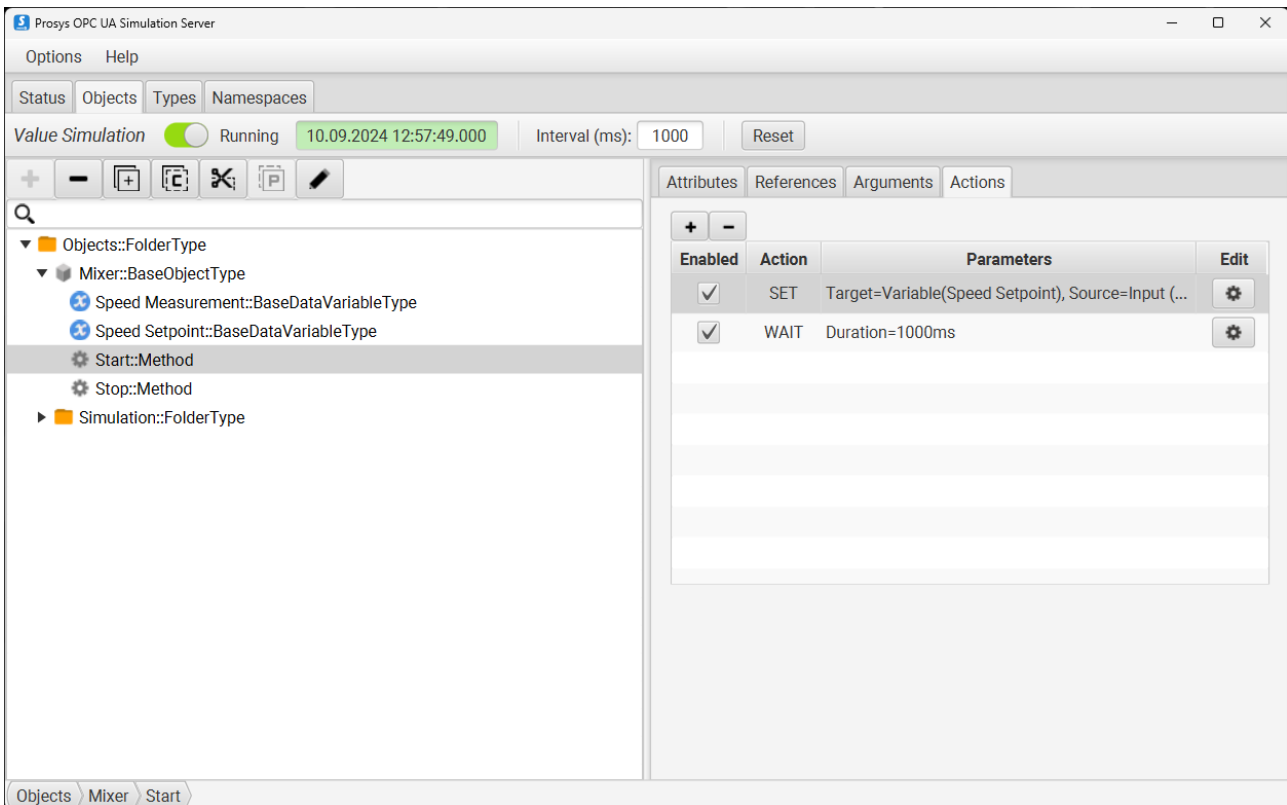 Prosys OPC UA Simulation Server
Options Help
Status Objects Types Namespaces
Value Simulation Running 10.09.2024 12:57:49.000 Interval (ms): 1000 Reset
Attributes References Arguments Actions
Objects::FolderType
Mixer::BaseObjectType
Speed Measurement::BaseDataVariableType
Speed Setpoint::BaseDataVariableType
Start::Method
Stop::Method
Simulation::FolderType
Enabled Action Parameters Edit
SET Target=Variable(Speed Setpoint), Source=Input (...
WAIT Duration=1000ms
Objects Mixer Start